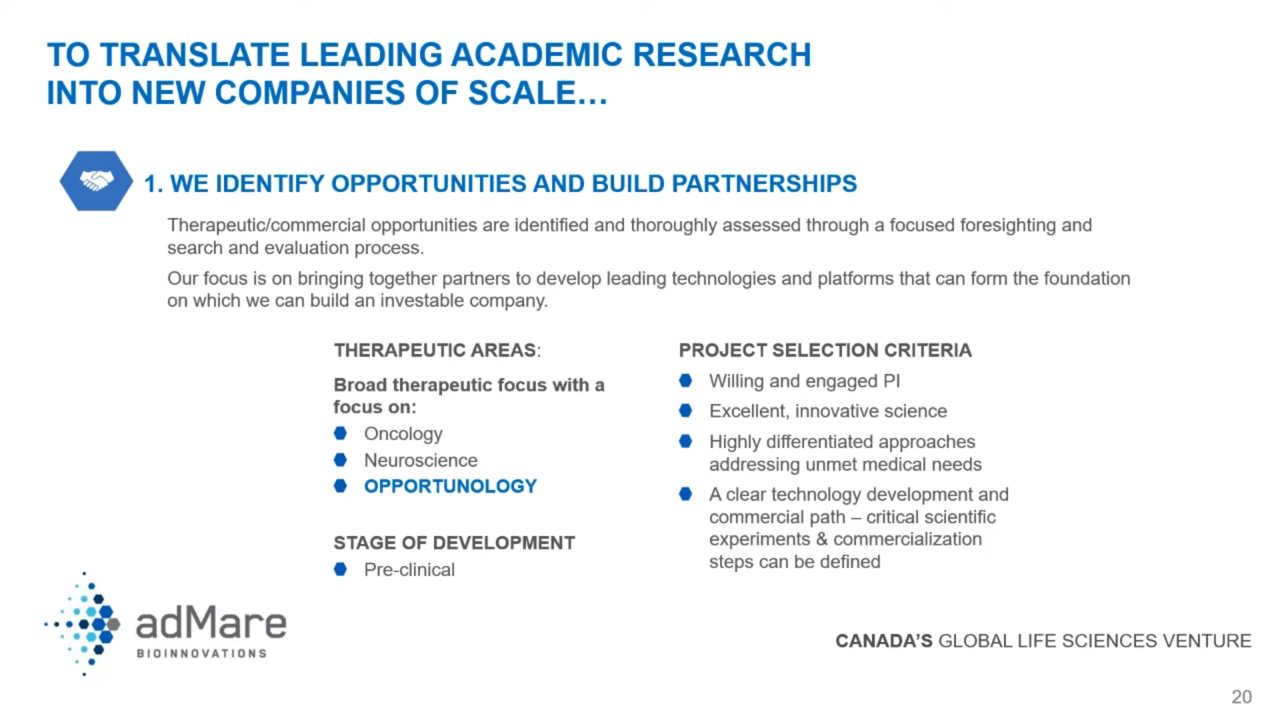 TO TRANSLATE LEADING ACADEMIC RESEARCH
INTO NEW COMPANIES OF SCALE…
1. WE IDENTIFY OPPORTUNITIES AND BUILD PARTNERSHIPS
Therapeutic/commercial opportunities are identified and thoroughly assessed through a focused foresighting and
search and evaluation process.
Our focus is on bringing together partners to develop leading technologies and platforms that can form the foundation
on which we can build an investable company.
THERAPEUTIC AREAS:
Broad therapeutic focus with a
focus on:
Oncology
Neuroscience
OPPORTUNOLOGY
STAGE OF DEVELOPMENT
Pre-clinical
PROJECT SELECTION CRITERIA
Willing and engaged PI
Excellent, innovative science
Highly differentiated approaches
addressing unmet medical needs
A clear technology development and
commercial path – critical scientific
experiments & commercialization
steps can be defined
adMare
BIOINNOVATIONS
CANADA'S GLOBAL LIFE SCIENCES VENTURE
20